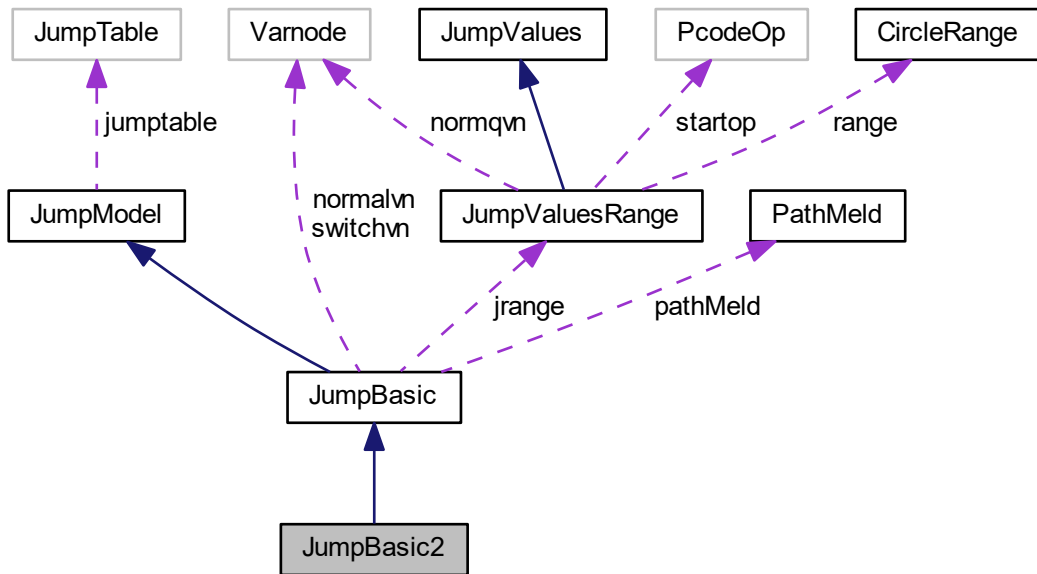 JumpTable Varnode JumpValues PcodeOp CircleRange
jumptable normqvn startop range
normalvn
switchvn
JumpModel JumpValuesRange PathMeld
jrange pathMeld
JumpBasic
JumpBasic2